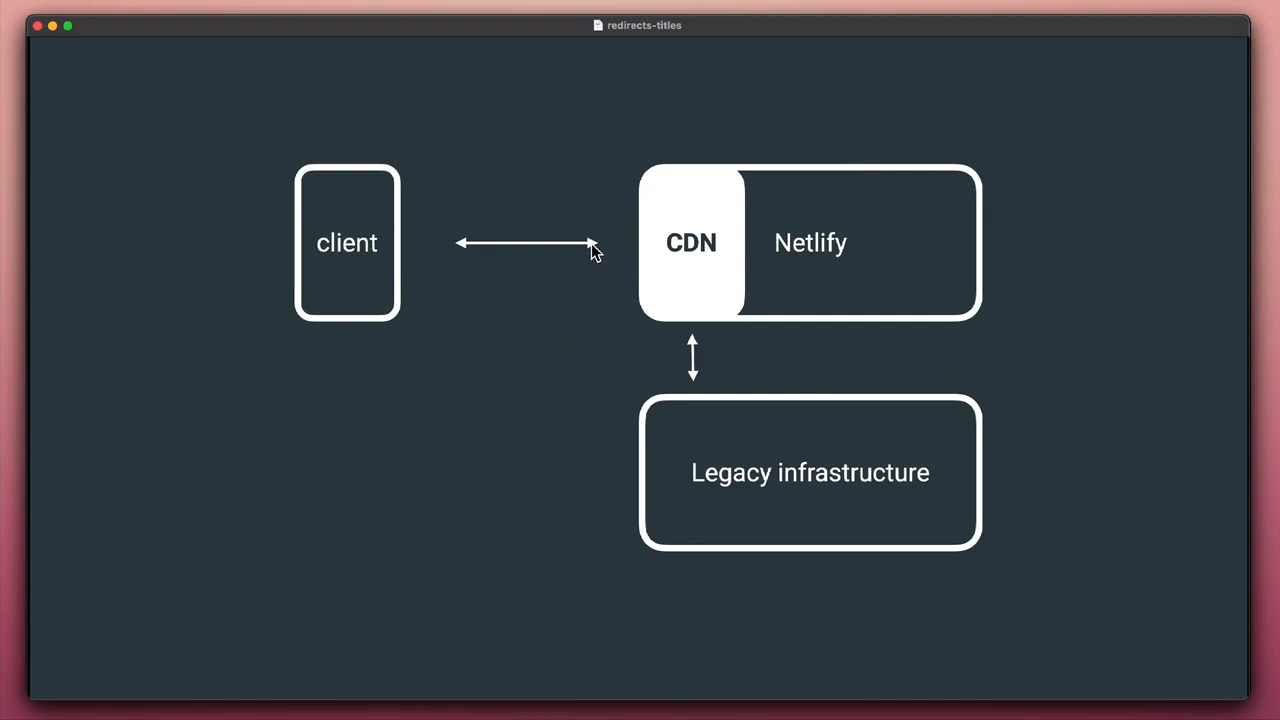 redirects-titles
client
CDN
Netlify
Legacy infrastructure